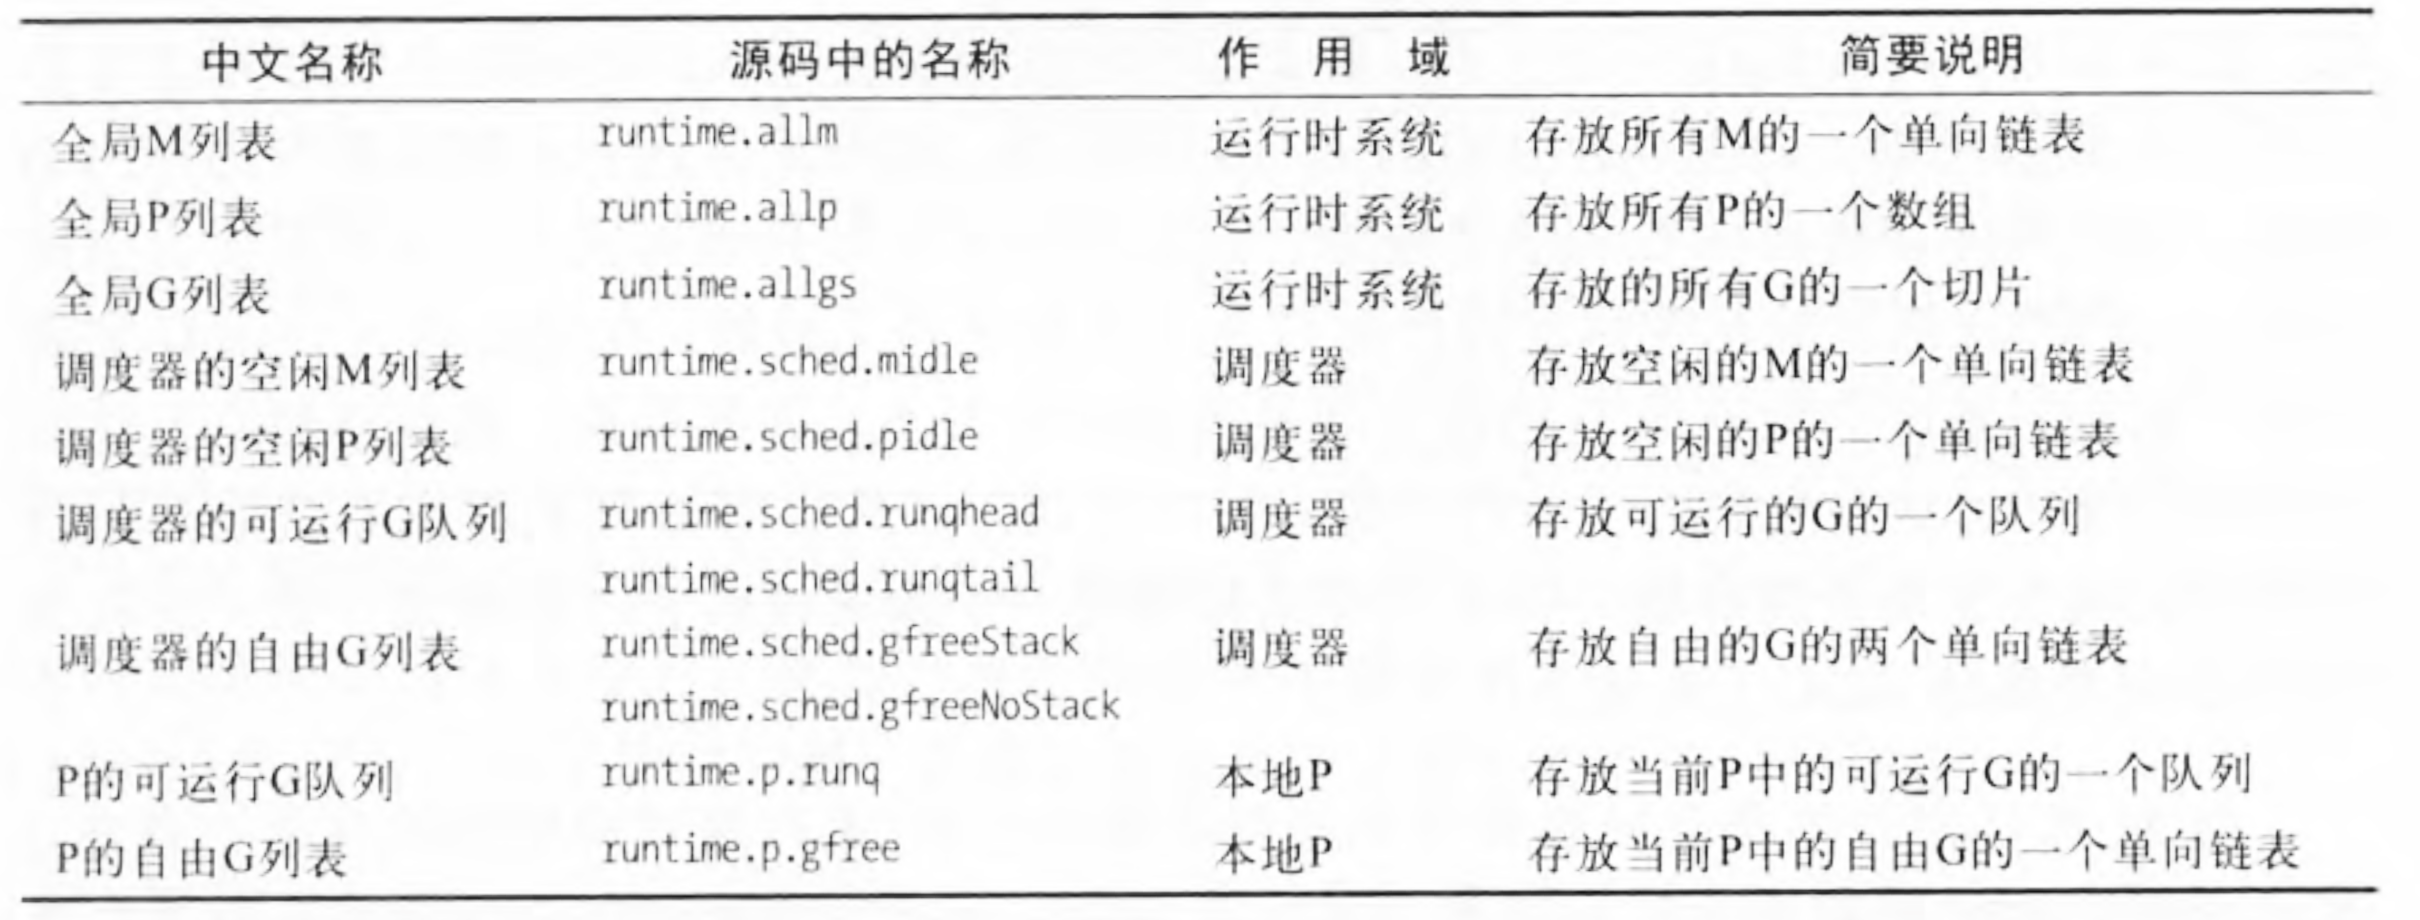 中文名称 源码中的名称 作 用 域 简要说明
全局M列表 runtime.allm 运行时系统 存放所有M的一个单向链表
全局P列表 runtime.allp 运行时系统 存放所有P的一个数组
全局G列表 runtime.allgs 运行时系统 存放的所有G的一个切片
调度器的空闲M列表 runtime.sched.midle 调度器 存放空闲的M的一个单向链表
调度器的空闲P列表 runtime.sched.pidle 调度器 存放空闲的P的一个单向链表
调度器的可运行G队列 runtime.sched.runqhead 调度器 存放可运行的G的一个队列
runtime.sched.runqtail
调度器的自由G列表 runtime.sched.gfreeStack 调度器 存放自由的G的两个单向链表
runtime.sched.gfreeNoStack
P的可运行G队列 runtime.p.runq 本地P 存放当前P中的可运行G的一个队列
P的自由G列表 runtime.p.gfree 本地P 存放当前P中的自由G的一个单向链表